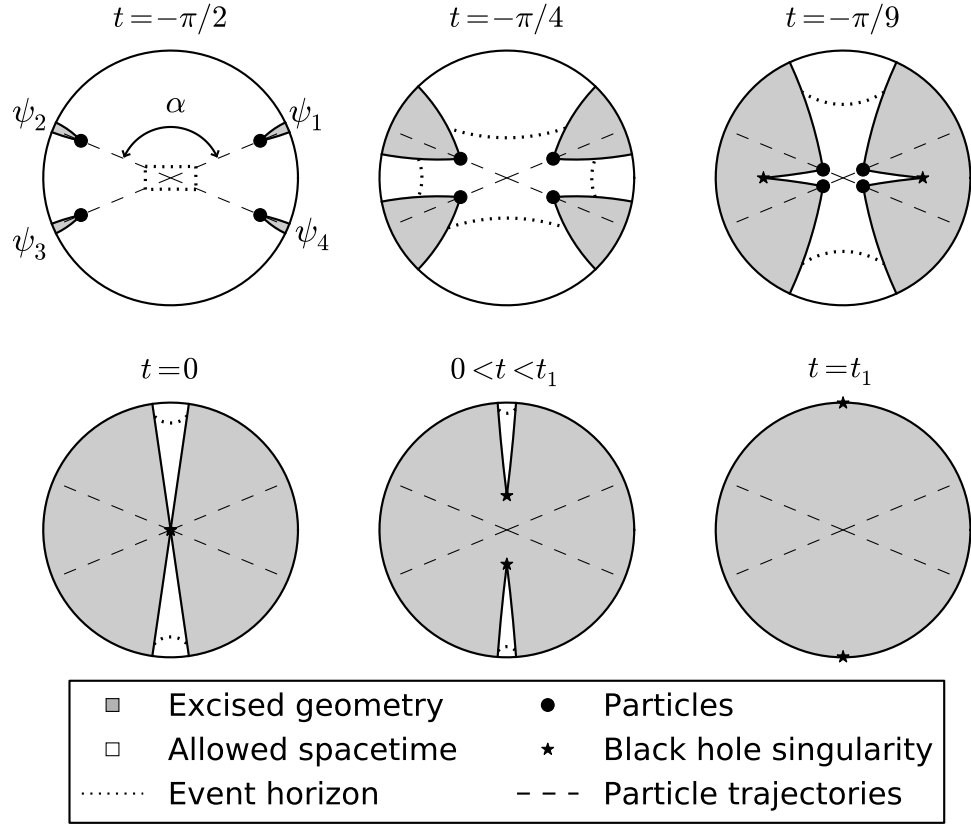 t=−π/2
t=−π/4
t=−π/9
α
ψ₂
ψ₁
ψ₃
ψ₄
t=0
0<t<t₁
t=t₁
Excised geometry
Particles
Allowed spacetime
Black hole singularity
Event horizon
Particle trajectories